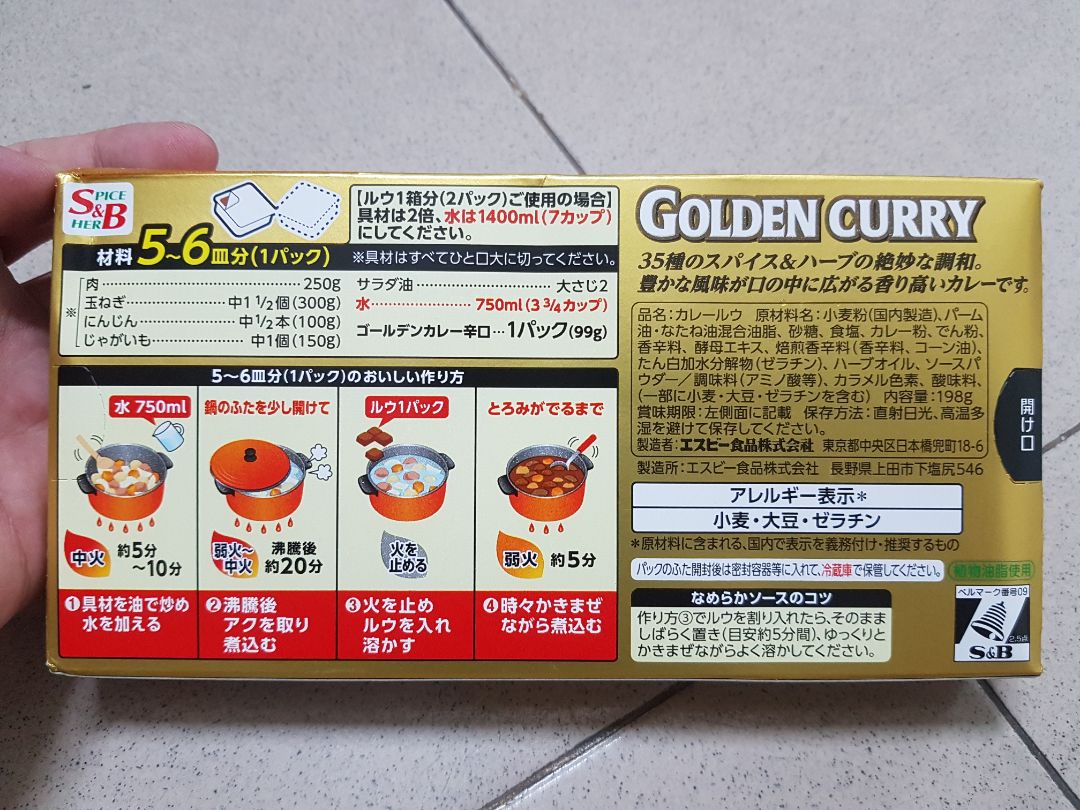 SPICE
S&B
HERB
【ルウ1箱分(2パック)ご使用の場合】
具材は2倍、水は1400ml(7カップ)
にしてください。
材料 5～6皿分(1パック)
※具材はすべてひと口大に切ってください。
※
肉 250g
玉ねぎ 中1 1/2個(300g)
にんじん 中1/2本(100g)
じゃがいも 中1個(150g)
サラダ油 大さじ2
水 750ml(3 3/4カップ)
ゴールデンカレー辛口…1パック(99g)
5～6皿分(1パック)のおいしい作り方
水 750ml
中火
約5分
～10分
❶具材を油で炒め
水を加える
鍋のふたを少し開けて
弱火～
中火
沸騰後
約20分
❷沸騰後
アクを取り
煮込む
ルウ1パック
火を
止める
❸火を止め
ルウを入れ
溶かす
とろみがでるまで
弱火
約5分
❹時々かきまぜ
ながら煮込む
GOLDEN CURRY
35種のスパイス&ハーブの絶妙な調和。
豊かな風味が口の中に広がる香り高いカレーです。
品名:カレールウ 原材料名:小麦粉(国内製造)、パーム
油・なたね油混合油脂、砂糖、食塩、カレー粉、でん粉、
香辛料、酵母エキス、焙煎香辛料(香辛料、コーン油)、
たん白加水分解物(ゼラチン)、ハーブオイル、ソースパ
ウダー／調味料(アミノ酸等)、カラメル色素、酸味料、
(一部に小麦・大豆・ゼラチンを含む) 内容量:198g
賞味期限:左側面に記載 保存方法:直射日光、高温多
湿を避けて保存してください。
製造者:エスビー食品株式会社 東京都中央区日本橋兜町18-6
製造所:エスビー食品株式会社 長野県上田市下塩尻546
開け口
アレルギー表示*
小麦・大豆・ゼラチン
*原材料に含まれる、国内で表示を義務付け・推奨するもの
パックのふた開封後は密封容器等に入れて、冷蔵庫で保管してください。
植物油脂使用
なめらかソースのコツ
作り方③でルウを割り入れたら、そのまま
しばらく置き(目安約5分間)、ゆっくりと
かきまぜながらよく溶かしてください。
ベルマーク番号09
2.5点
S&B